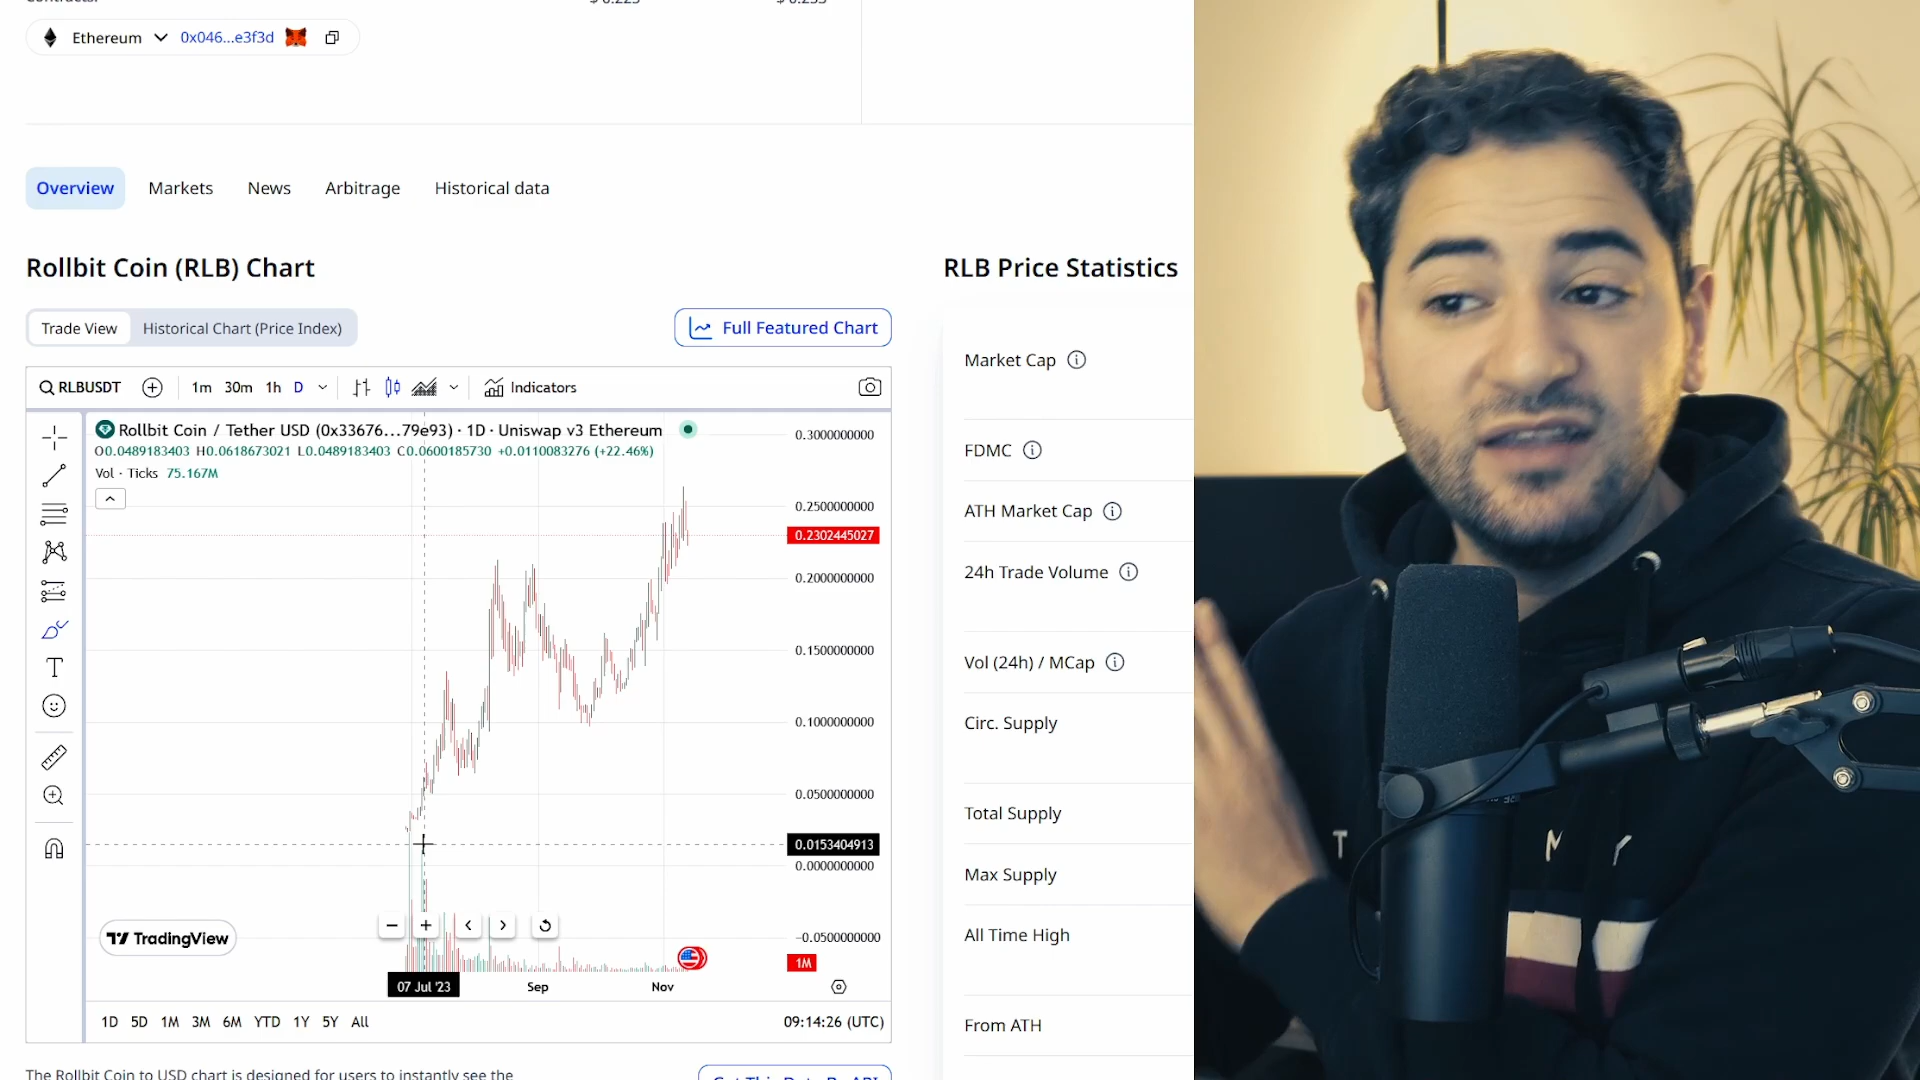 Ethereum 0x046...e3f3d
Overview Markets News Arbitrage Historical data
Rollbit Coin (RLB) Chart
Trade View Historical Chart (Price Index)
Full Featured Chart
RLBUSDT 1m 30m 1h D Indicators
Rollbit Coin / Tether USD (0x33676...79e93) · 1D · Uniswap v3 Ethereum
O0.0489183403 H0.0618673021 L0.0489183403 C0.0600185730 +0.0110083276 (+22.46%)
Vol · Ticks 75.167M
0.3000000000
0.2500000000
0.2302445027
0.2000000000
0.1500000000
0.1000000000
0.0500000000
0.0153404913
0.0000000000
−0.0500000000
1M
TradingView
07 Jul '23 Sep Nov
1D 5D 1M 3M 6M YTD 1Y 5Y All
09:14:26 (UTC)
The Rollbit Coin to USD chart is designed for users to instantly see the
Get This Data By API
RLB Price Statistics
Market Cap
FDMC
ATH Market Cap
24h Trade Volume
Vol (24h) / MCap
Circ. Supply
Total Supply
Max Supply
All Time High
From ATH